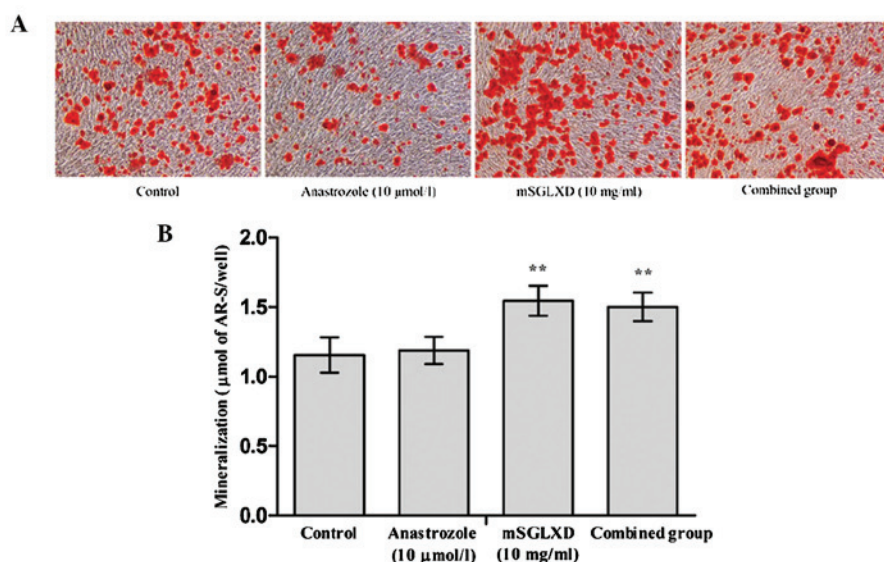 A
Control
Anastrozole (10 µmol/l)
mSGLXD (10 mg/ml)
Combined group
B
Mineralization ( µmol of AR-S/well)
2.0
1.5
1.0
0.5
0.0
**
**
Control
Anastrozole
(10 µmol/l)
mSGLXD
(10 mg/ml)
Combined group